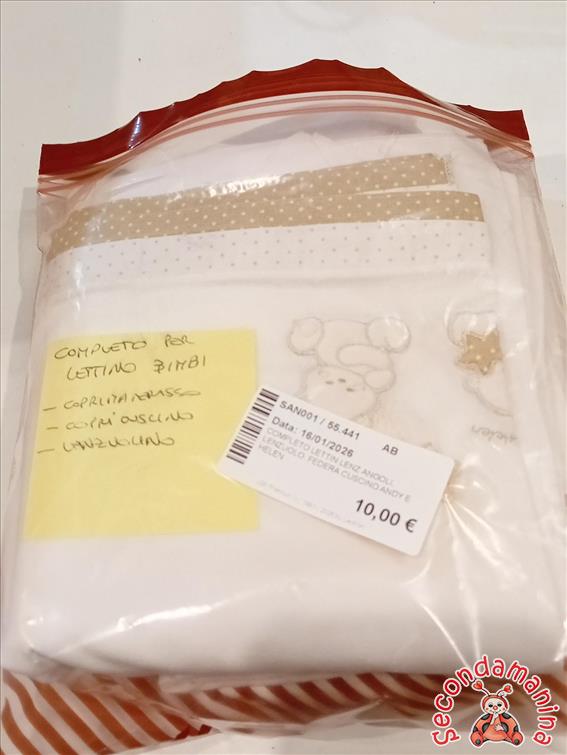 COMPLETO PER
LETTINO BIMBI
— COPRIMATERASSO
— COPRI CUSCINO
— LENZUOLINO
SAN001 / 55.441 AB
Data: 16/01/2026
COMPLETO LETTIN LENZ ANGOLI,
LENZUOLO, FEDERA CUSCINO ANDY E
HELEN
10,00 €
Secondamanina